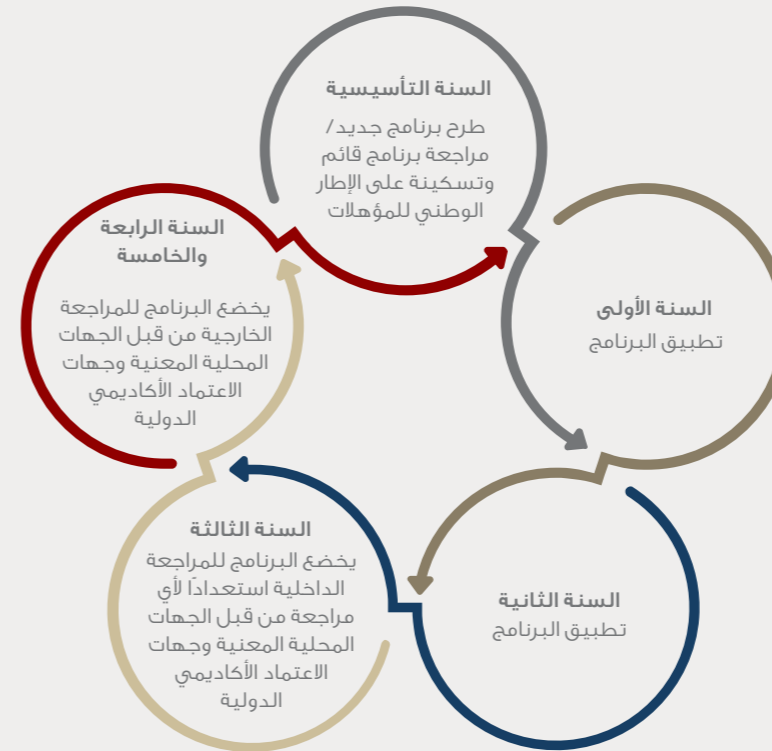 السنة التأسيسية
طرح برنامج جديد/
مراجعة برنامج قائم
وتسكينة على الإطار
الوطني للمؤهلات
السنة الأولى
تطبيق البرنامج
السنة الثانية
تطبيق البرنامج
السنة الثالثة
يخضع البرنامج للمراجعة
الداخلية استعدادًا لأي
مراجعة من قبل الجهات
المحلية المعنية وجهات
الاعتماد الأكاديمي
الدولية
السنة الرابعة
والخامسة
يخضع البرنامج للمراجعة
الخارجية من قبل الجهات
المحلية المعنية وجهات
الاعتماد الأكاديمي
الدولية